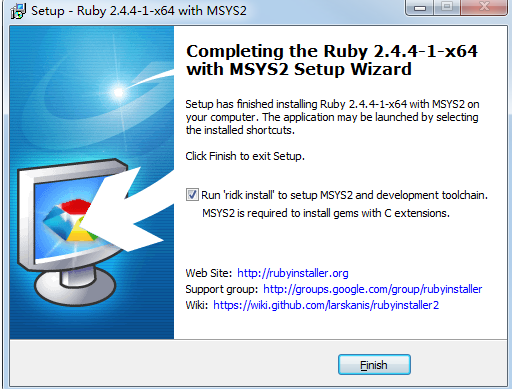 Setup - Ruby 2.4.4-1-x64 with MSYS2
Completing the Ruby 2.4.4-1-x64
with MSYS2 Setup Wizard
Setup has finished installing Ruby 2.4.4-1-x64 with MSYS2 on
your computer. The application may be launched by selecting
the installed shortcuts.
Click Finish to exit Setup.
Run 'ridk install' to setup MSYS2 and development toolchain.
MSYS2 is required to install gems with C extensions.
Web Site: http://rubyinstaller.org
Support group: http://groups.google.com/group/rubyinstaller
Wiki: https://wiki.github.com/larskanis/rubyinstaller2
Finish